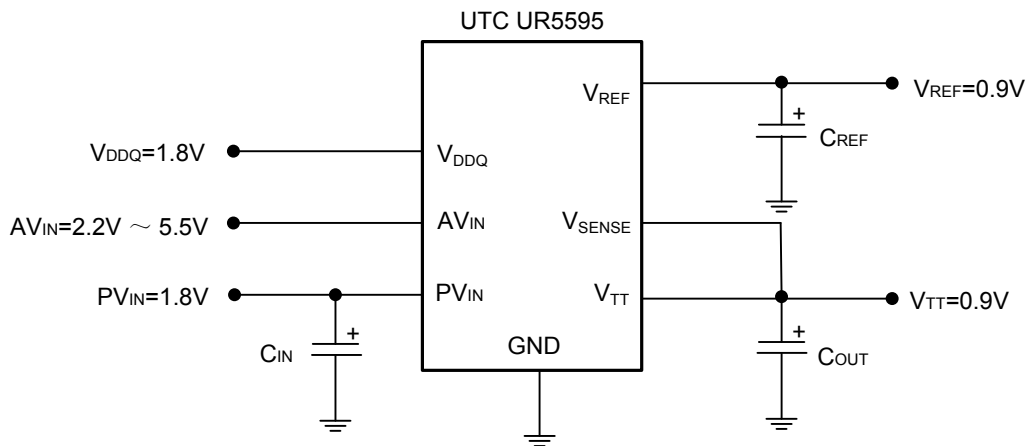 UTC UR5595
VREF
VREF=0.9V
CREF
VDDQ=1.8V
VDDQ
AVIN=2.2V ~ 5.5V
AVIN
VSENSE
PVIN=1.8V
PVIN
VTT
VTT=0.9V
GND
CIN
COUT
+
+
+